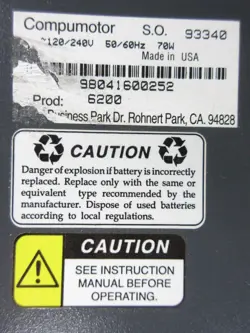 Compumotor S.O. 93340
120/240V 50/60Hz 70W
Made in USA
98041600252
Prod: 6200
Business Park Dr. Rohnert Park, CA. 94828
CAUTION
Danger of explosion if battery is incorrectly
replaced. Replace only with the same or
equivalent type recommended by the
manufacturer. Dispose of used batteries
according to local regulations.
CAUTION
SEE INSTRUCTION
MANUAL BEFORE
OPERATING.